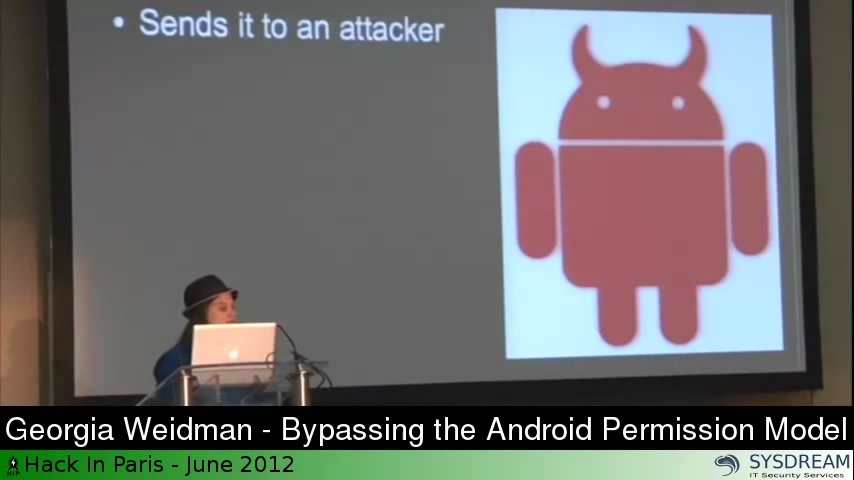 • Sends it to an attacker
Georgia Weidman - Bypassing the Android Permission Model
HIP
Hack In Paris - June 2012
SYSDREAM
IT Security Services